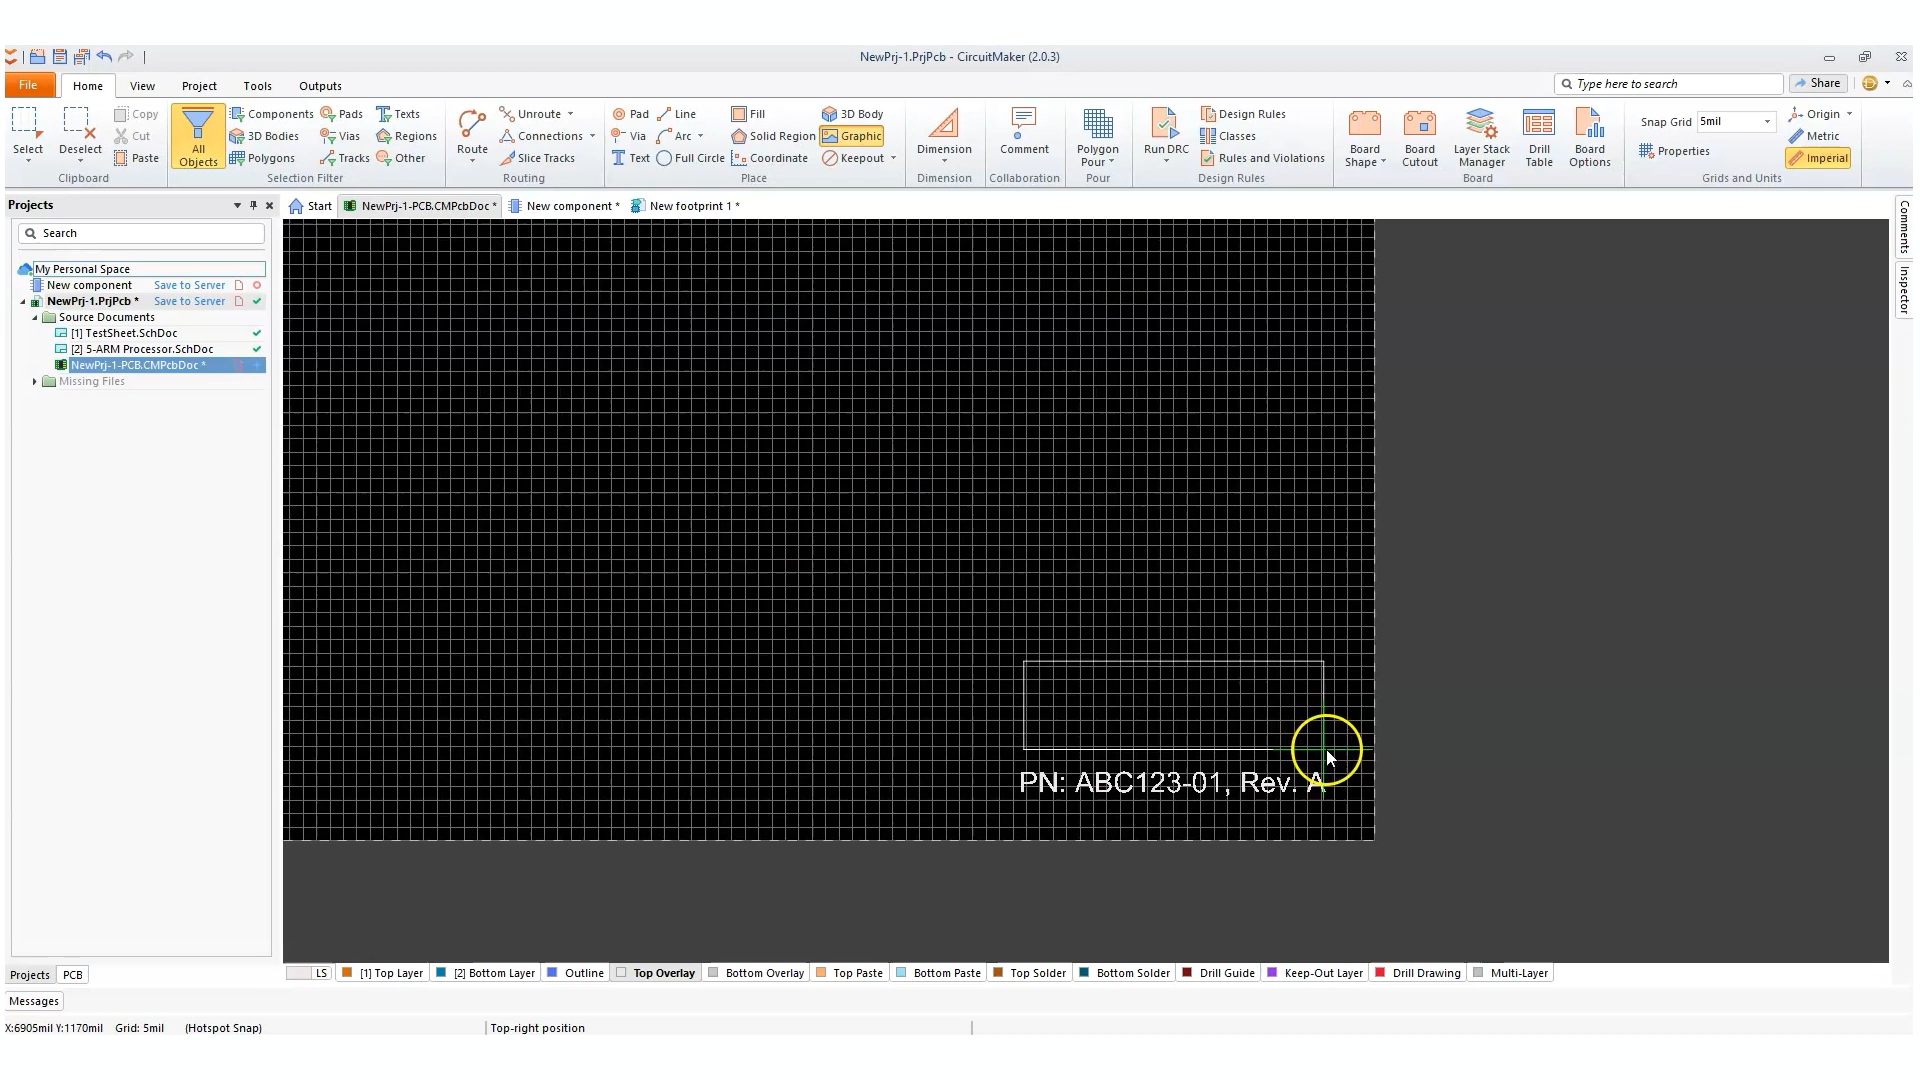 NewPrj-1.PrjPcb - CircuitMaker (2.0.3)
File Home View Project Tools Outputs
Type here to search Share
Select Deselect Copy Cut Paste
Clipboard
All Objects Components 3D Bodies Polygons Pads Vias Tracks Texts Regions Other
Selection Filter
Route Unroute Connections Slice Tracks
Routing
Pad Via Text Line Arc Full Circle Fill Solid Region Coordinate 3D Body Graphic Keepout
Place
Dimension
Dimension
Comment
Collaboration
Polygon Pour
Pour
Run DRC Design Rules Classes Rules and Violations
Design Rules
Board Shape Board Cutout Layer Stack Manager Drill Table Board Options
Board
Snap Grid 5mil Properties Origin Metric Imperial
Grids and Units
Projects
Start NewPrj-1-PCB.CMPcbDoc * New component * New footprint 1 *
Search
My Personal Space
New component Save to Server
NewPrj-1.PrjPcb * Save to Server
Source Documents
[1] TestSheet.SchDoc
[2] 5-ARM Processor.SchDoc
NewPrj-1-PCB.CMPcbDoc *
Missing Files
Comments
Inspector
PN: ABC123-01, Rev. A
Projects PCB
LS [1] Top Layer [2] Bottom Layer Outline Top Overlay Bottom Overlay Top Paste Bottom Paste Top Solder Bottom Solder Drill Guide Keep-Out Layer Drill Drawing Multi-Layer
Messages
X:6905mil Y:1170mil Grid: 5mil (Hotspot Snap) Top-right position